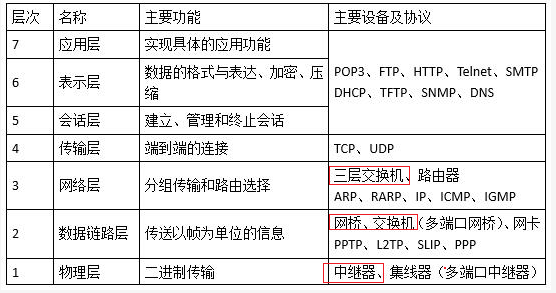 层次 名称 主要功能 主要设备及协议
7 应用层 实现具体的应用功能
POP3、FTP、HTTP、Telnet、SMTP
DHCP、TFTP、SNMP、DNS
6 表示层 数据的格式与表达、加密、压
缩
5 会话层 建立、管理和终止会话
4 传输层 端到端的连接 TCP、UDP
3 网络层 分组传输和路由选择 三层交换机、路由器
ARP、RARP、IP、ICMP、IGMP
2 数据链路层 传送以帧为单位的信息 网桥、交换机（多端口网桥）、网卡
PPTP、L2TP、SLIP、PPP
1 物理层 二进制传输 中继器、集线器（多端口中继器）